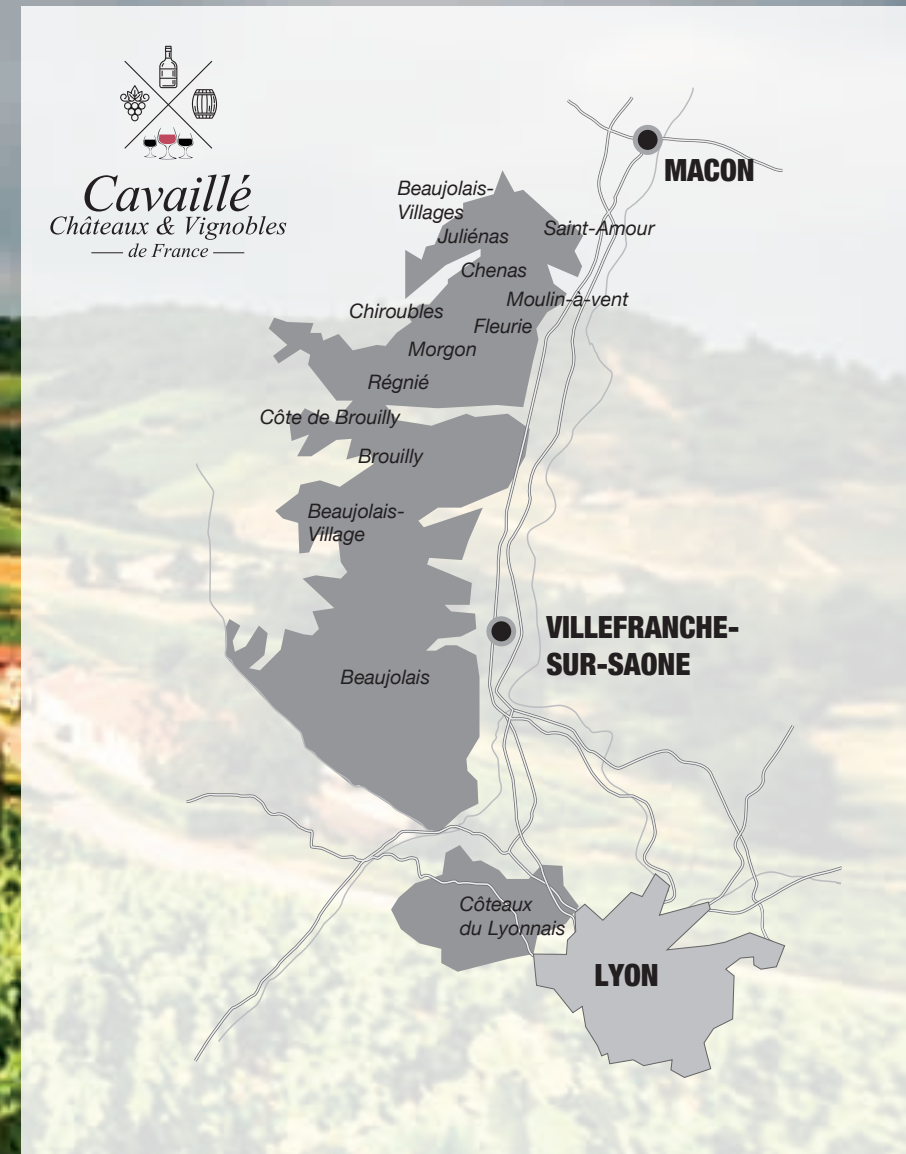 Cavaillé
Châteaux & Vignobles
de France
MACON
Beaujolais-
Villages
Juliénas
Saint-Amour
Chenas
Moulin-à-vent
Chiroubles
Fleurie
Morgon
Régnié
Côte de Brouilly
Brouilly
Beaujolais-
Village
VILLEFRANCHE-
SUR-SAONE
Beaujolais
Côteaux
du Lyonnais
LYON